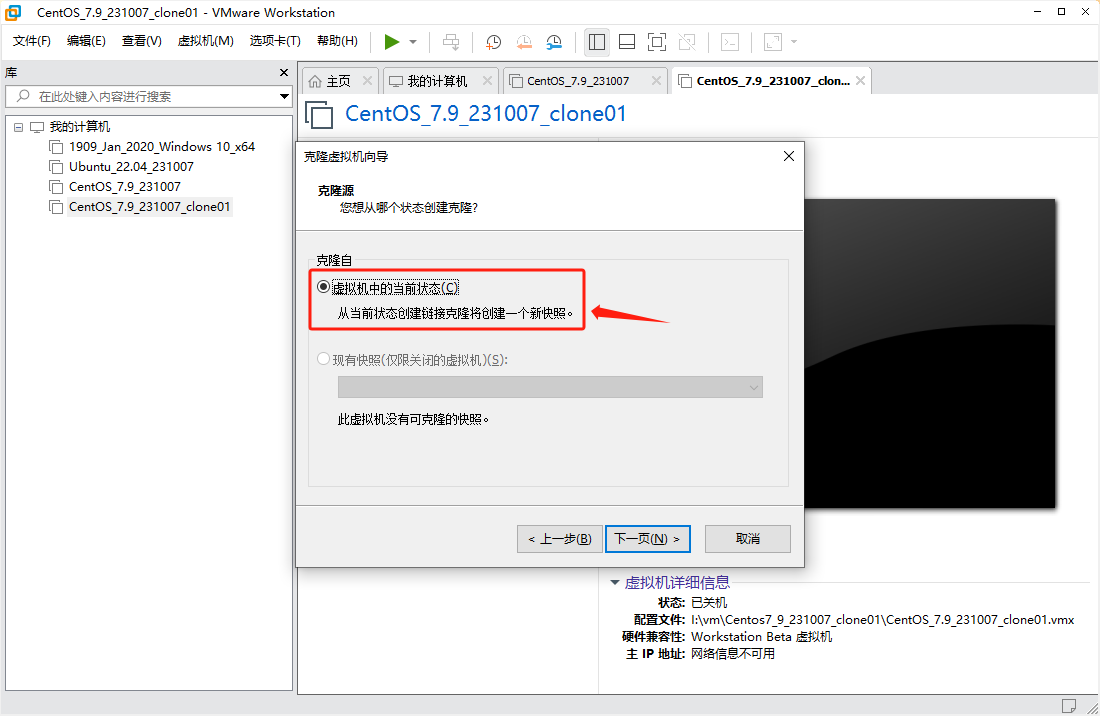 CentOS_7.9_231007_clone01 - VMware Workstation
文件(F) 编辑(E) 查看(V) 虚拟机(M) 选项卡(T) 帮助(H)
库
在此处键入内容进行搜索
我的计算机
1909_Jan_2020_Windows 10_x64
Ubuntu_22.04_231007
CentOS_7.9_231007
CentOS_7.9_231007_clone01
主页 我的计算机 CentOS_7.9_231007 CentOS_7.9_231007_clon...
CentOS_7.9_231007_clone01
克隆虚拟机向导
克隆源
您想从哪个状态创建克隆?
克隆自
虚拟机中的当前状态(C)
从当前状态创建链接克隆将创建一个新快照。
现有快照(仅限关闭的虚拟机)(S):
此虚拟机没有可克隆的快照。
< 上一步(B) 下一页(N) > 取消
虚拟机详细信息
状态: 已关机
配置文件: I:\vm\Centos7_9_231007_clone01\CentOS_7.9_231007_clone01.vmx
硬件兼容性: Workstation Beta 虚拟机
主 IP 地址: 网络信息不可用